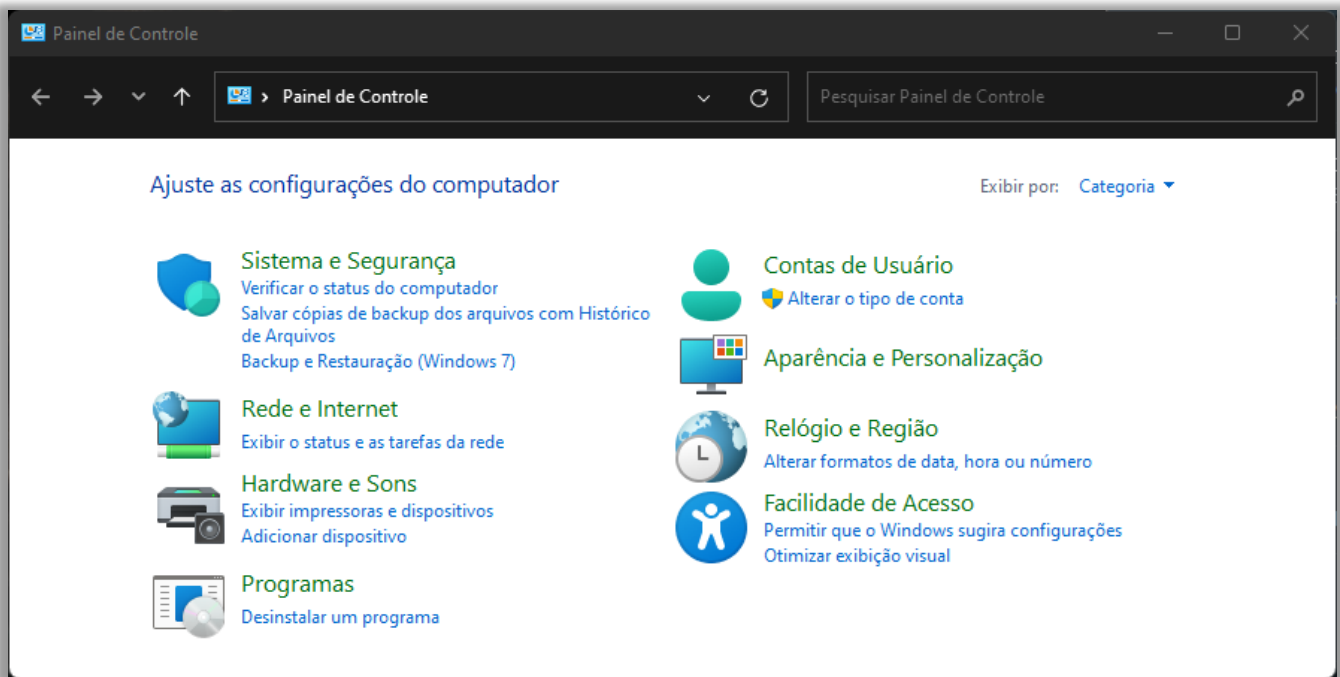 Painel de Controle
Painel de Controle
Pesquisar Painel de Controle
Ajuste as configurações do computador
Exibir por: Categoria
Sistema e Segurança
Verificar o status do computador
Salvar cópias de backup dos arquivos com Histórico
de Arquivos
Backup e Restauração (Windows 7)
Rede e Internet
Exibir o status e as tarefas da rede
Hardware e Sons
Exibir impressoras e dispositivos
Adicionar dispositivo
Programas
Desinstalar um programa
Contas de Usuário
Alterar o tipo de conta
Aparência e Personalização
Relógio e Região
Alterar formatos de data, hora ou número
Facilidade de Acesso
Permitir que o Windows sugira configurações
Otimizar exibição visual